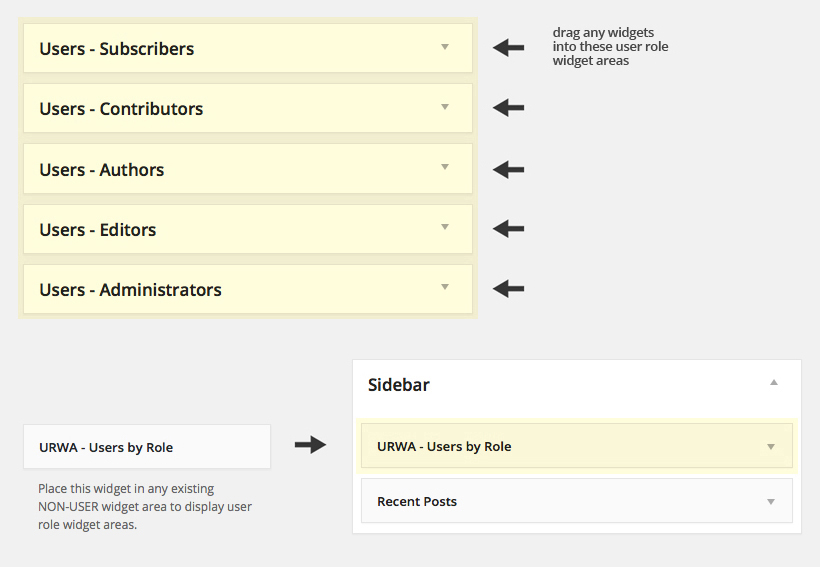 Users - Subscribers
drag any widgets
into these user role
widget areas
Users - Contributors
Users - Authors
Users - Editors
Users - Administrators
Sidebar
URWA - Users by Role
URWA - Users by Role
Place this widget in any existing
NON-USER widget area to display user
role widget areas.
Recent Posts